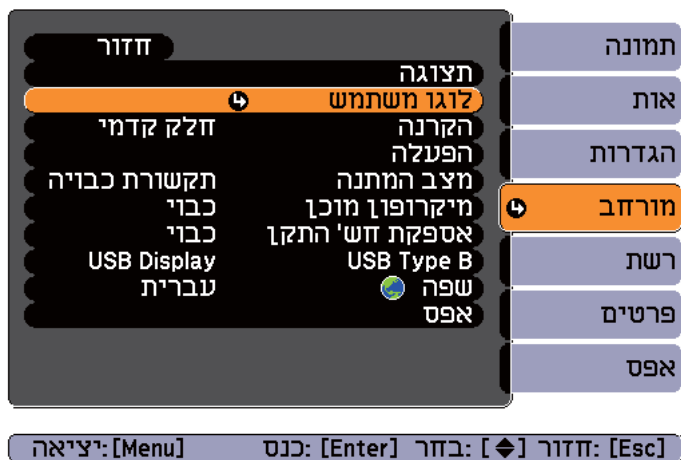 חזור
תצוגה
לוגו משתמש
הקרנה חלק קדמי
הפעלה
מצב המתנה תקשורת כבויה
מיקרופון מוכן כבוי
אספקת חש' התקן כבוי
USB Type B USB Display
שפה עברית
אפס
תמונה
אות
הגדרות
מורחב
רשת
פרטים
אפס
[Esc] :חזור [◆] :בחר [Enter] :כנס [Menu] :יציאה